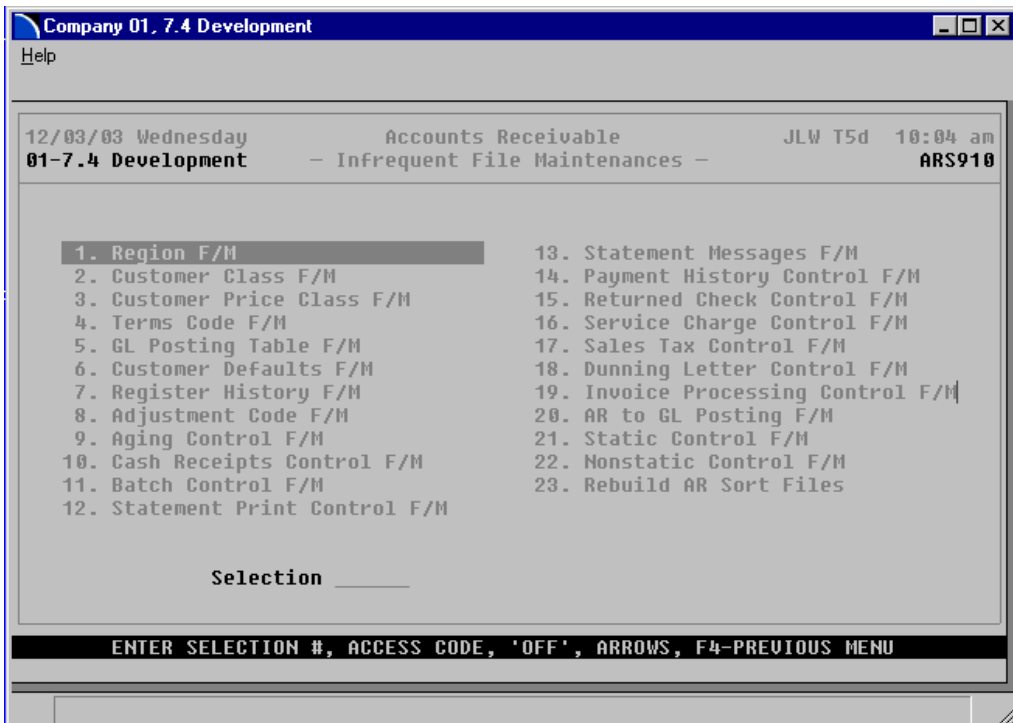 Company 01, 7.4 Development
Help
12/03/03 Wednesday Accounts Receivable JLW T5d 10:04 am
01-7.4 Development — Infrequent File Maintenances — ARS910
1. Region F/M
2. Customer Class F/M
3. Customer Price Class F/M
4. Terms Code F/M
5. GL Posting Table F/M
6. Customer Defaults F/M
7. Register History F/M
8. Adjustment Code F/M
9. Aging Control F/M
10. Cash Receipts Control F/M
11. Batch Control F/M
12. Statement Print Control F/M
13. Statement Messages F/M
14. Payment History Control F/M
15. Returned Check Control F/M
16. Service Charge Control F/M
17. Sales Tax Control F/M
18. Dunning Letter Control F/M
19. Invoice Processing Control F/M
20. AR to GL Posting F/M
21. Static Control F/M
22. Nonstatic Control F/M
23. Rebuild AR Sort Files
Selection ______
ENTER SELECTION #, ACCESS CODE, 'OFF', ARROWS, F4-PREVIOUS MENU